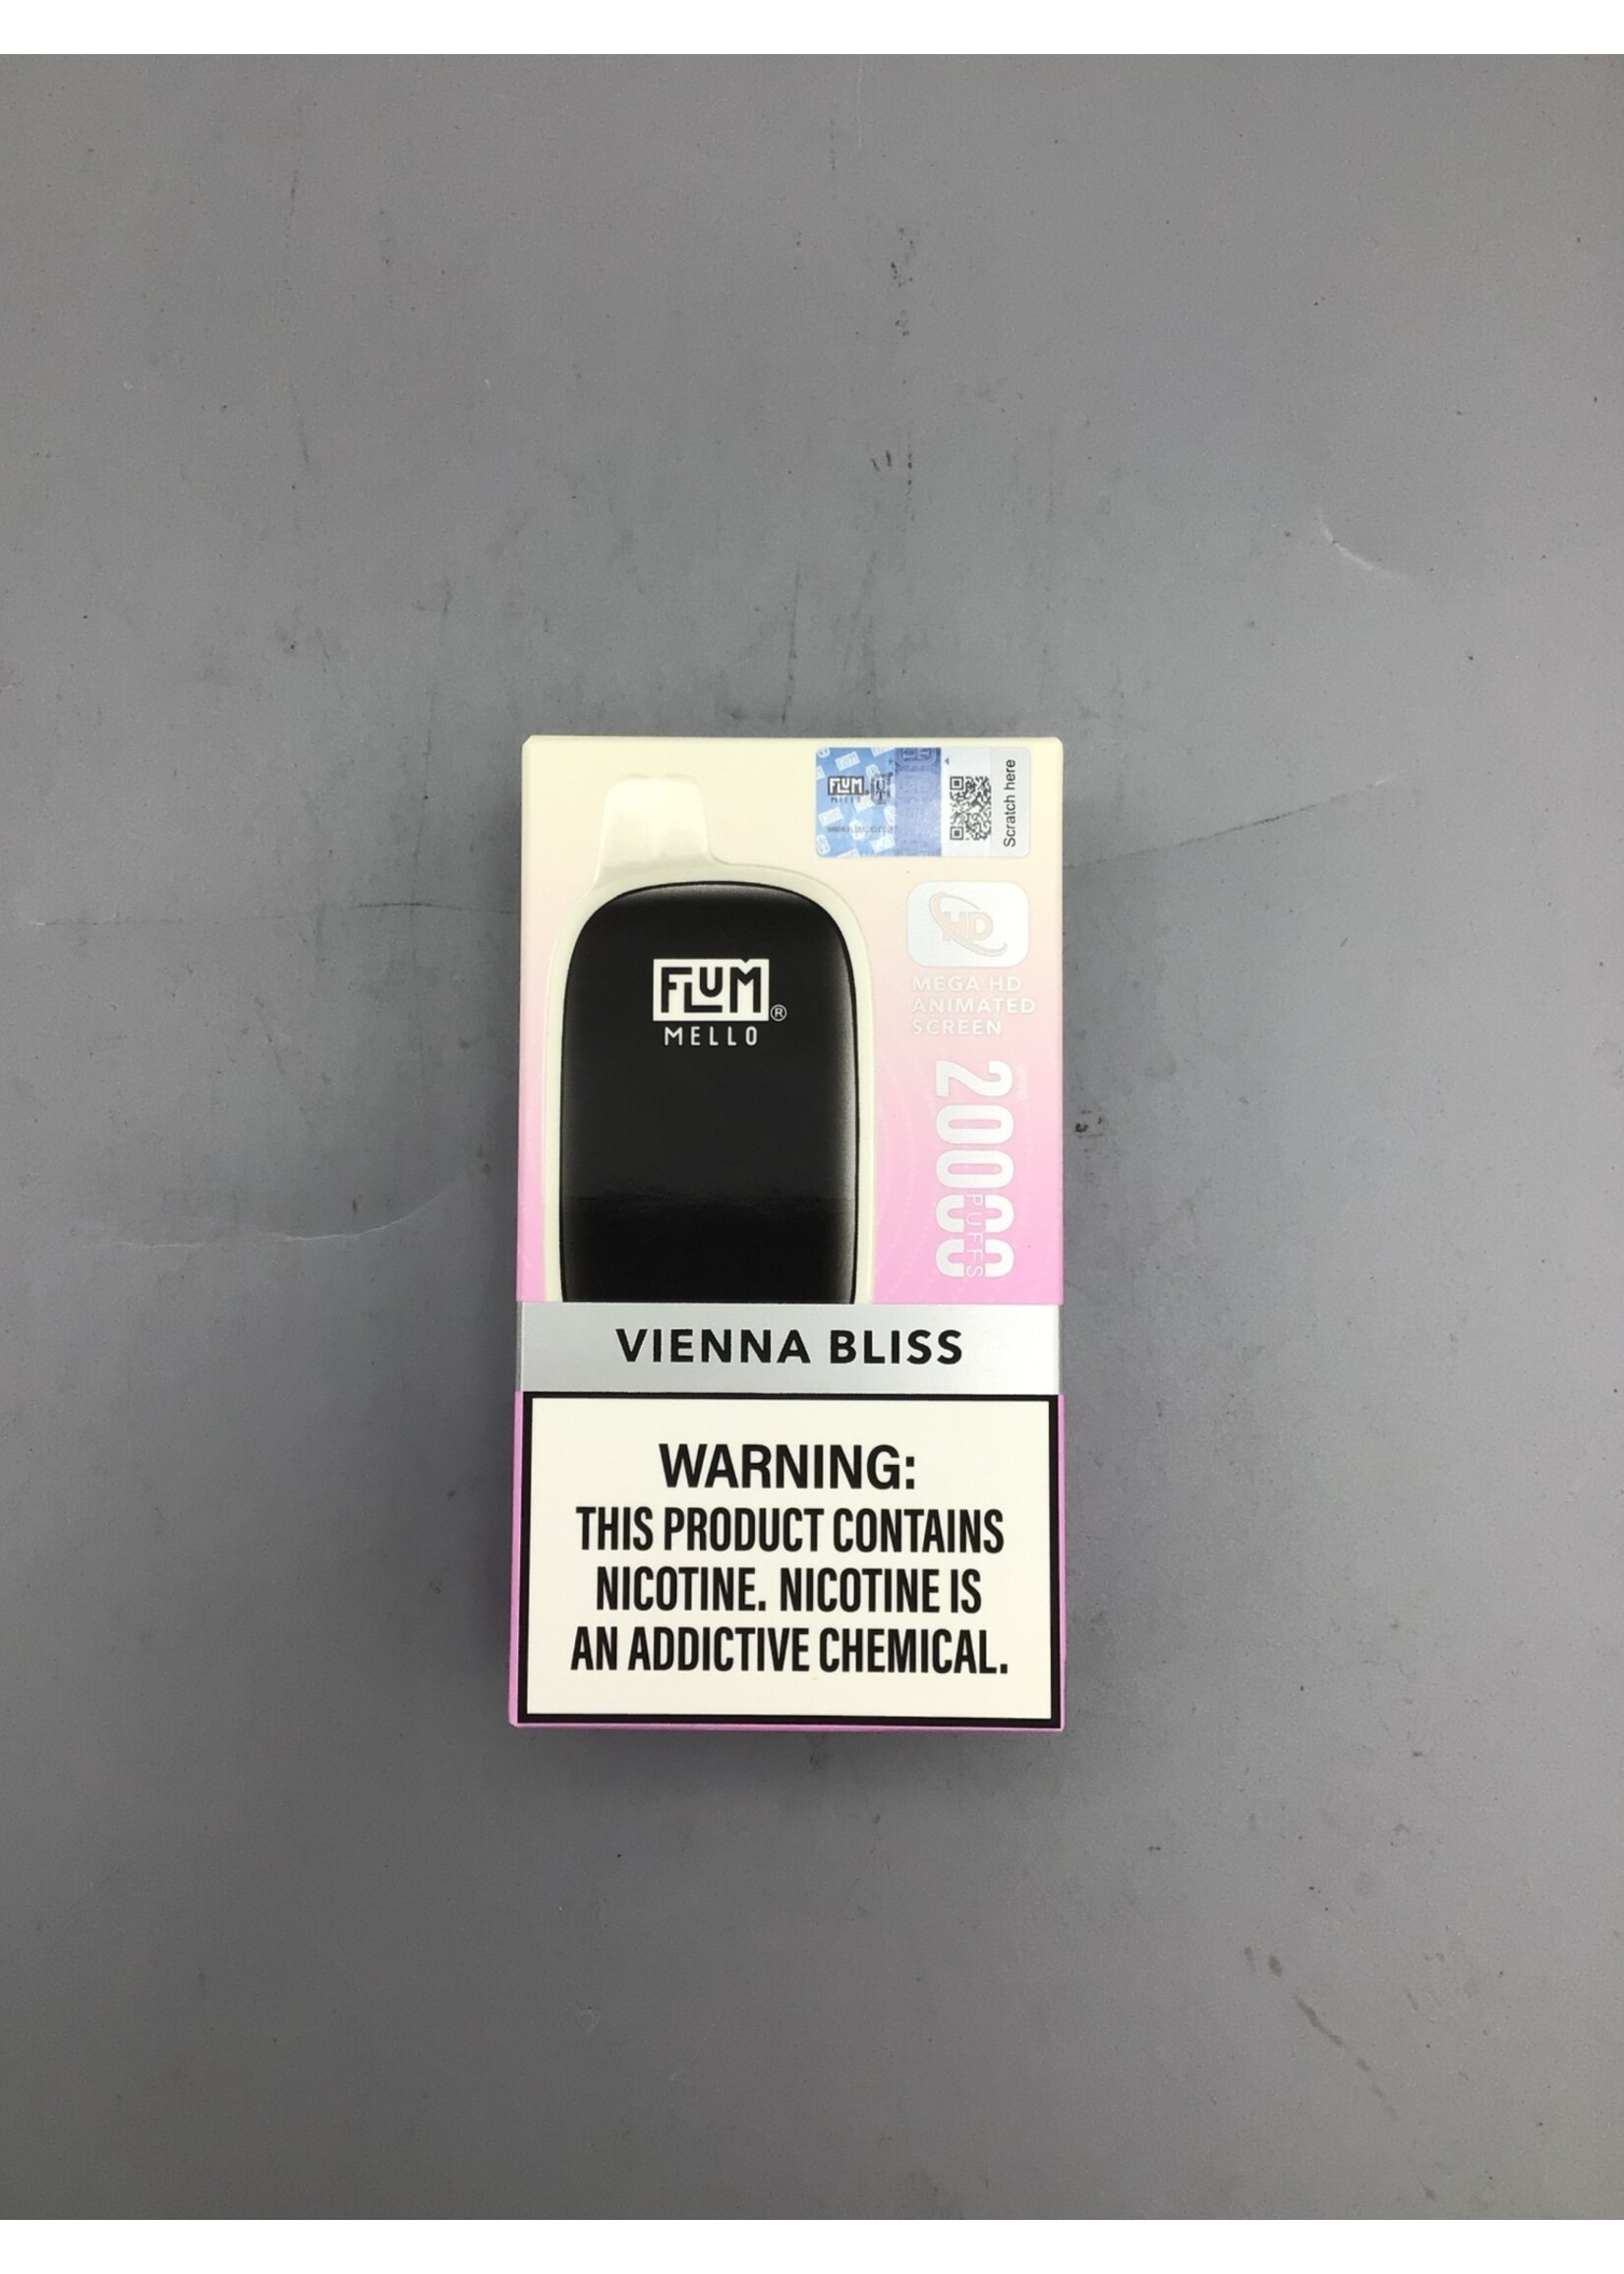 FLUM
MELLO
Scratch here
HD
MEGA HD
ANIMATED
SCREEN
20000
PUFFS
FLUM®
MELLO
VIENNA BLISS
WARNING:
THIS PRODUCT CONTAINS
NICOTINE. NICOTINE IS
AN ADDICTIVE CHEMICAL.